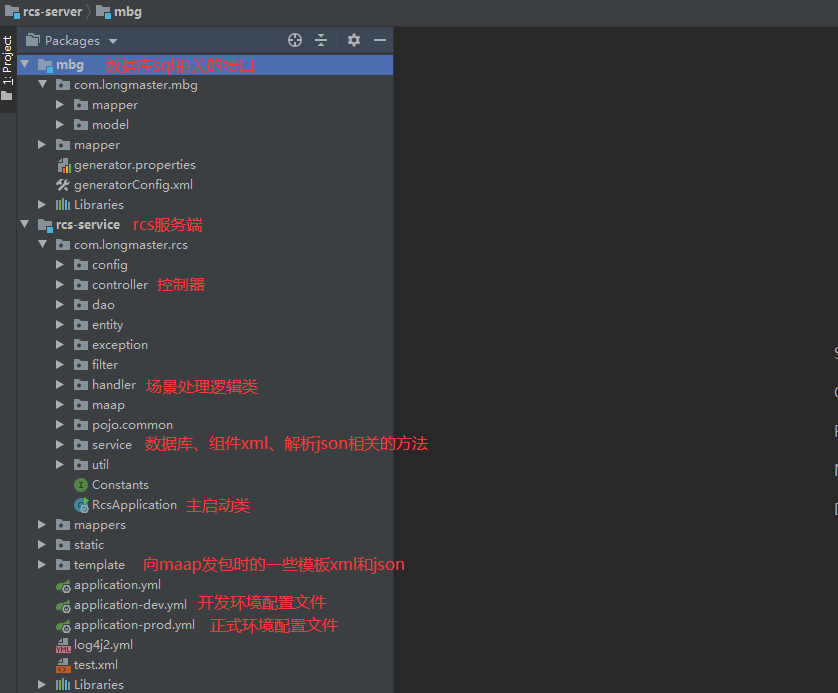 rcs-server mbg
1: Project
Packages
mbg 数据库sql相关的接口
com.longmaster.mbg
mapper
model
mapper
generator.properties
generatorConfig.xml
Libraries
rcs-service rcs服务端
com.longmaster.rcs
config
controller 控制器
dao
entity
exception
filter
handler 场景处理逻辑类
maap
pojo.common
service 数据库、组件xml、解析json相关的方法
util
Constants
RcsApplication 主启动类
mappers
static
template 向maap发包时的一些模板xml和json
application.yml
application-dev.yml 开发环境配置文件
application-prod.yml 正式环境配置文件
log4j2.yml
test.xml
Libraries